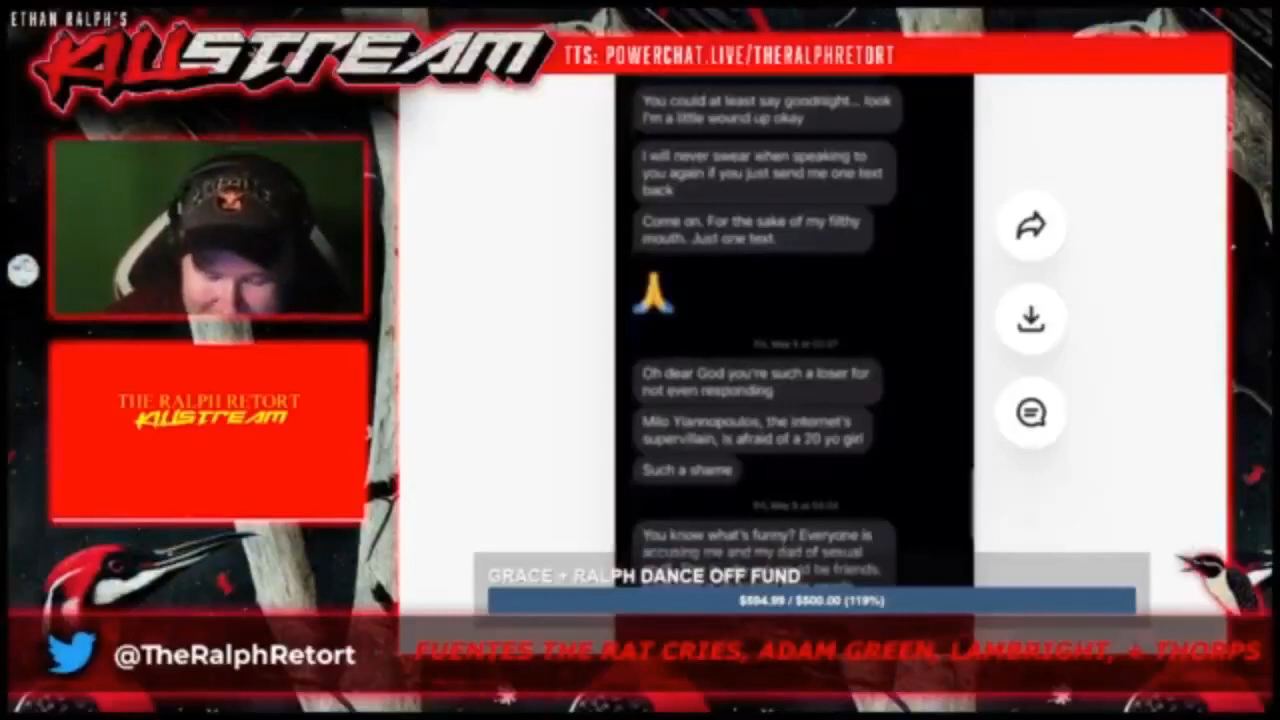 ETHAN RALPH'S
KILLSTREAM
TTS: POWERCHAT.LIVE/THERALPHRETORT
You could at least say goodnight... look
I'm a little wound up okay
I will never swear when speaking to
you again if you just send me one text
back
Come on. For the sake of my filthy
mouth. Just one text.
Oh dear God you're such a loser for
not even responding
Milo Yiannopoulos, the internet's
supervillain, is afraid of a 20 yo girl
Such a shame
You know what's funny? Everyone is
accusing me and my dad of sexual
be friends.
THE RALPH RETORT
KILLSTREAM
GRACE + RALPH DANCE OFF FUND
$594.99 / $500.00 (119%)
@TheRalphRetort
FUENTES THE RAT CRIES, ADAM GREEN, LAMBRIGHT, + THORPS